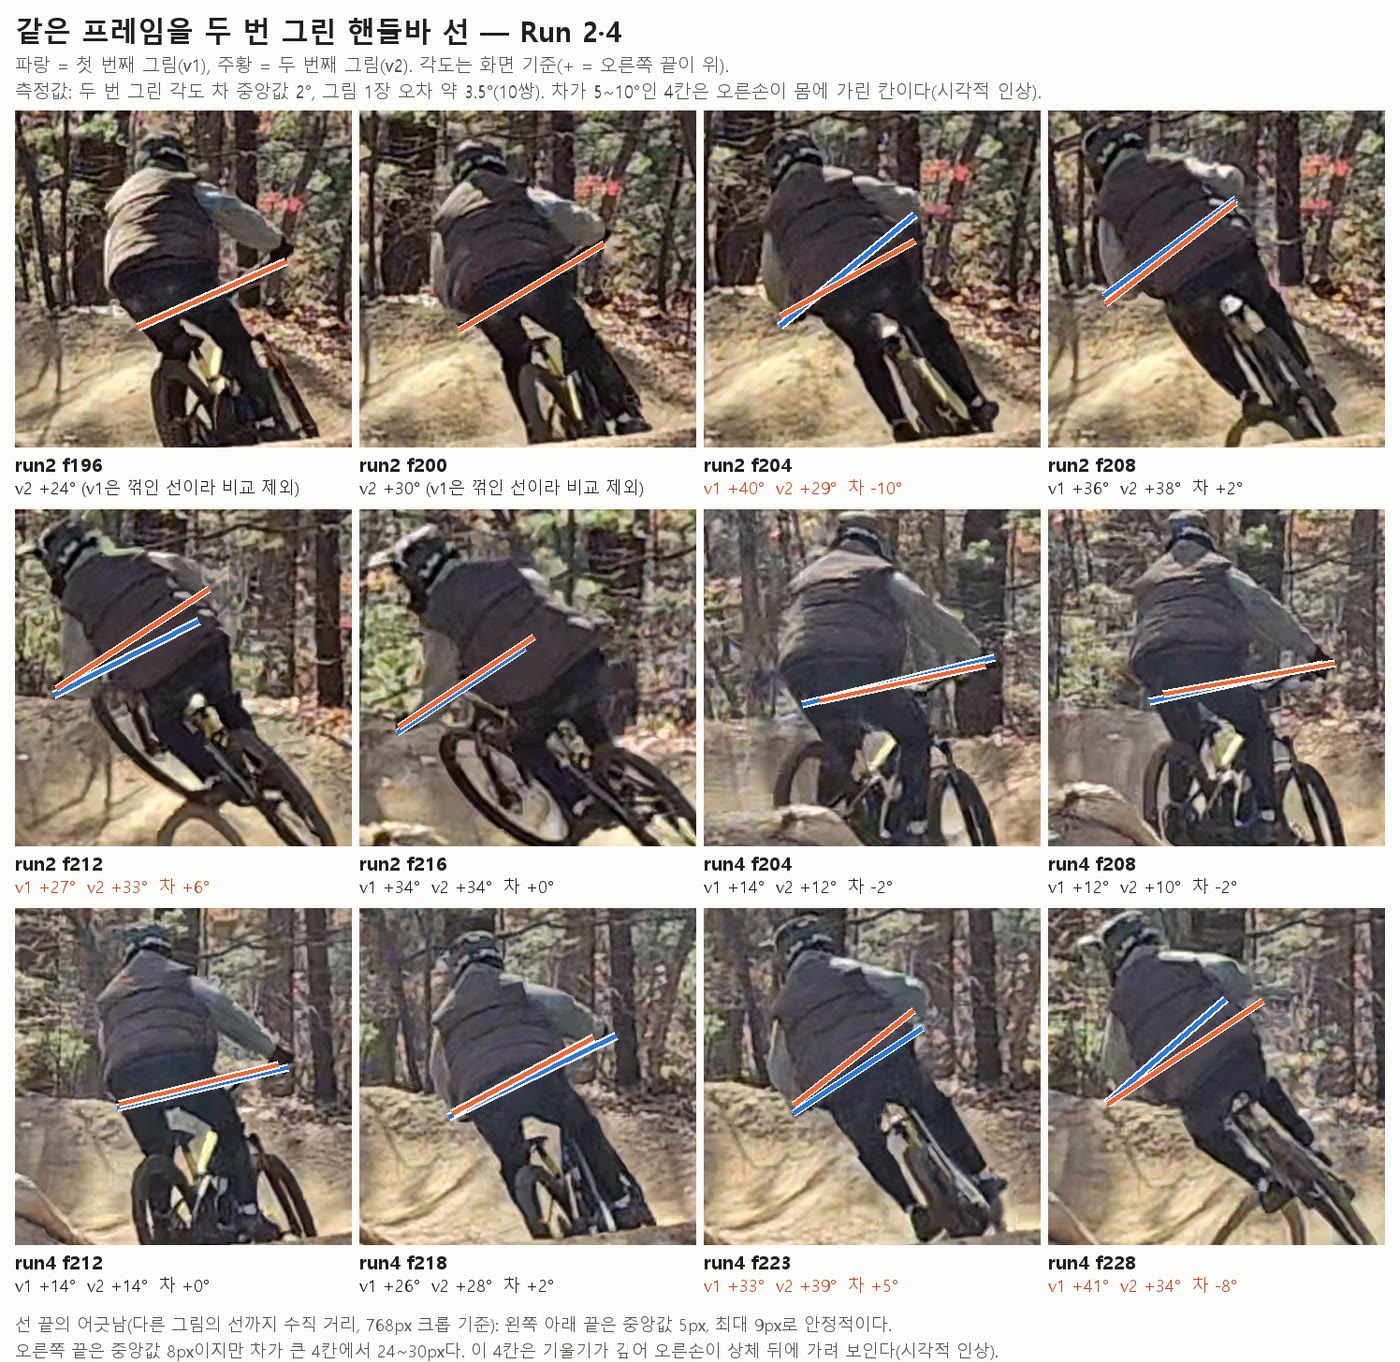 같은 프레임을 두 번 그린 핸들바 선 — Run 2·4
파랑 = 첫 번째 그림(v1), 주황 = 두 번째 그림(v2). 각도는 화면 기준(+ = 오른쪽 끝이 위).
측정값: 두 번 그린 각도 차 중앙값 2°, 그림 1장 오차 약 3.5°(10쌍). 차가 5~10°인 4칸은 오른손이 몸에 가린 칸이다(시각적 인상).
run2 f196
v2 +24° (v1은 꺾인 선이라 비교 제외)
run2 f200
v2 +30° (v1은 꺾인 선이라 비교 제외)
run2 f204
v1 +40° v2 +29° 차 -10°
run2 f208
v1 +36° v2 +38° 차 +2°
run2 f212
v1 +27° v2 +33° 차 +6°
run2 f216
v1 +34° v2 +34° 차 +0°
run4 f204
v1 +14° v2 +12° 차 -2°
run4 f208
v1 +12° v2 +10° 차 -2°
run4 f212
v1 +14° v2 +14° 차 +0°
run4 f218
v1 +26° v2 +28° 차 +2°
run4 f223
v1 +33° v2 +39° 차 +5°
run4 f228
v1 +41° v2 +34° 차 -8°
선 끝의 어긋남(다른 그림의 선까지 수직 거리, 768px 크롭 기준): 왼쪽 아래 끝은 중앙값 5px, 최대 9px로 안정적이다.
오른쪽 끝은 중앙값 8px이지만 차가 큰 4칸에서 24~30px다. 이 4칸은 기울기가 깊어 오른손이 상체 뒤에 가려 보인다(시각적 인상).